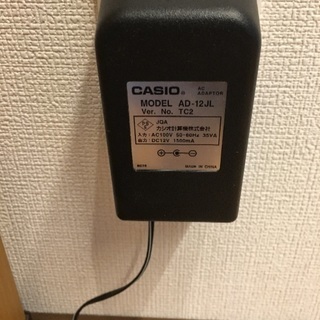 CASIO® AC ADAPTOR
MODEL AD-12JL
Ver. No. TC2
JQA
カシオ計算機株式会社
入力:AC100V 50-60Hz 35VA
出力:DC12V 1500mA
MADE IN CHINA